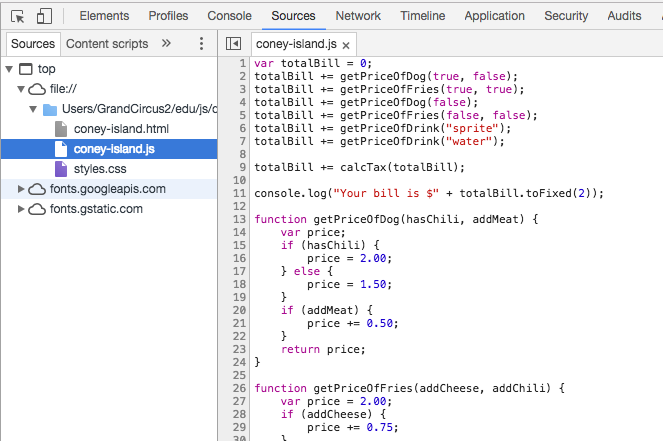 Elements Profiles Console Sources Network Timeline Application Security Audits
Sources Content scripts »
coney-island.js ×
top
file://
Users/GrandCircus2/edu/js/c
coney-island.html
coney-island.js
styles.css
fonts.googleapis.com
fonts.gstatic.com
1 var totalBill = 0;
2 totalBill += getPriceOfDog(true, false);
3 totalBill += getPriceOfFries(true, true);
4 totalBill += getPriceOfDog(false);
5 totalBill += getPriceOfFries(false, false);
6 totalBill += getPriceOfDrink("sprite");
7 totalBill += getPriceOfDrink("water");
8
9 totalBill += calcTax(totalBill);
10
11 console.log("Your bill is $" + totalBill.toFixed(2));
12
13 function getPriceOfDog(hasChili, addMeat) {
14 var price;
15 if (hasChili) {
16 price = 2.00;
17 } else {
18 price = 1.50;
19 }
20 if (addMeat) {
21 price += 0.50;
22 }
23 return price;
24 }
25
26 function getPriceOfFries(addCheese, addChili) {
27 var price = 2.00;
28 if (addCheese) {
29 price += 0.75;